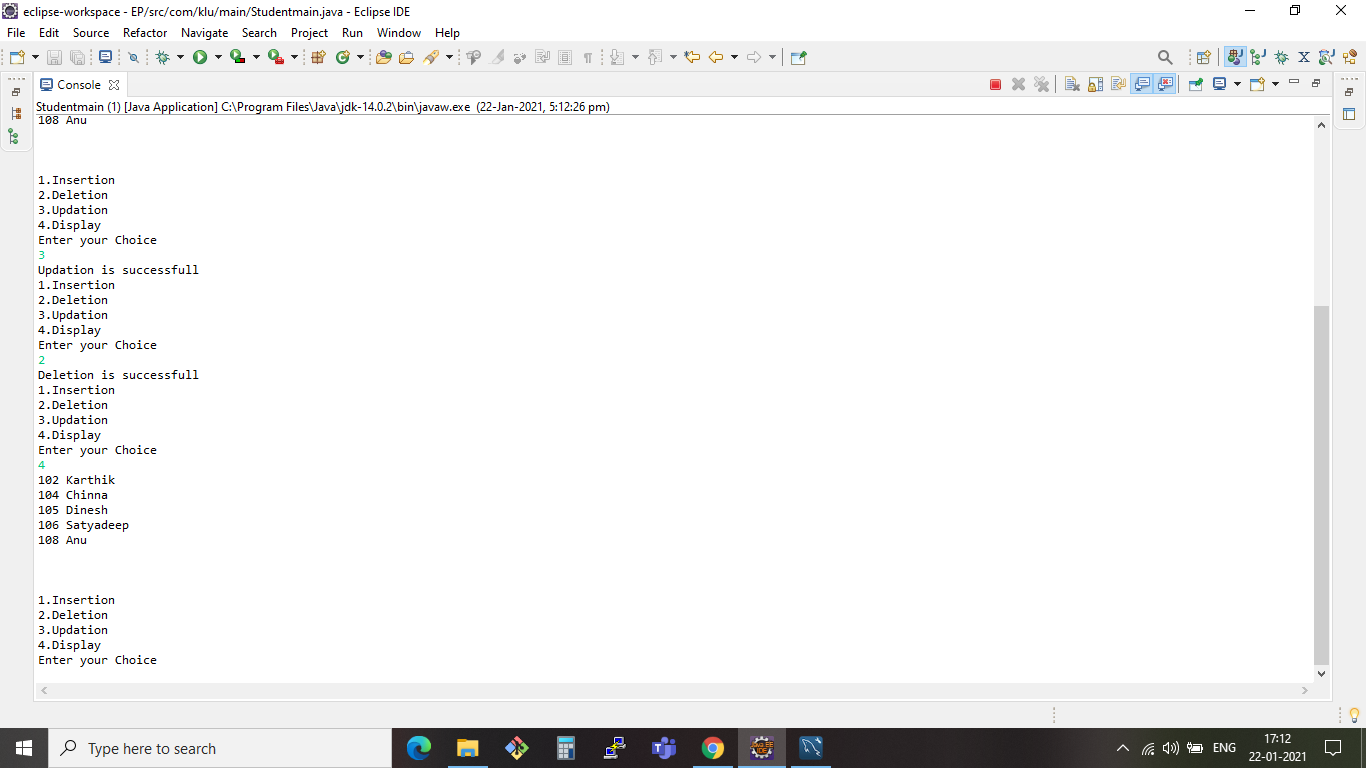 eclipse-workspace - EP/src/com/klu/main/Studentmain.java - Eclipse IDE
File Edit Source Refactor Navigate Search Project Run Window Help
Console
Studentmain (1) [Java Application] C:\Program Files\Java\jdk-14.0.2\bin\javaw.exe (22-Jan-2021, 5:12:26 pm)
108 Anu
1.Insertion
2.Deletion
3.Updation
4.Display
Enter your Choice
3
Updation is successfull
1.Insertion
2.Deletion
3.Updation
4.Display
Enter your Choice
2
Deletion is successfull
1.Insertion
2.Deletion
3.Updation
4.Display
Enter your Choice
4
102 Karthik
104 Chinna
105 Dinesh
106 Satyadeep
108 Anu
1.Insertion
2.Deletion
3.Updation
4.Display
Enter your Choice
Type here to search
ENG
17:12
22-01-2021